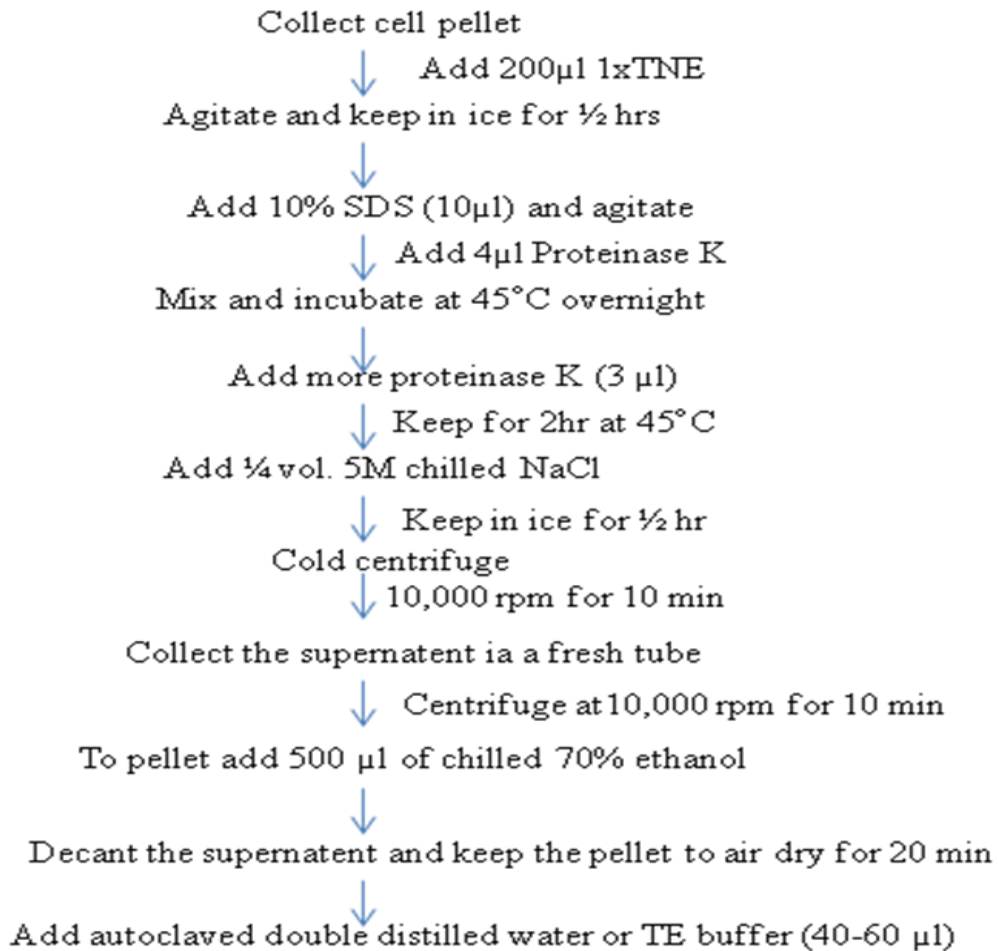 Collect cell pellet
Add 200µl 1xTNE
Agitate and keep in ice for ½ hrs
Add 10% SDS (10µl) and agitate
Add 4µl Proteinase K
Mix and incubate at 45°C overnight
Add more proteinase K (3 µl)
Keep for 2hr at 45°C
Add ¼ vol. 5M chilled NaCl
Keep in ice for ½ hr
Cold centrifuge
10,000 rpm for 10 min
Collect the supernatent ia a fresh tube
Centrifuge at 10,000 rpm for 10 min
To pellet add 500 µl of chilled 70% ethanol
Decant the supernatent and keep the pellet to air dry for 20 min
Add autoclaved double distilled water or TE buffer (40-60 µl)